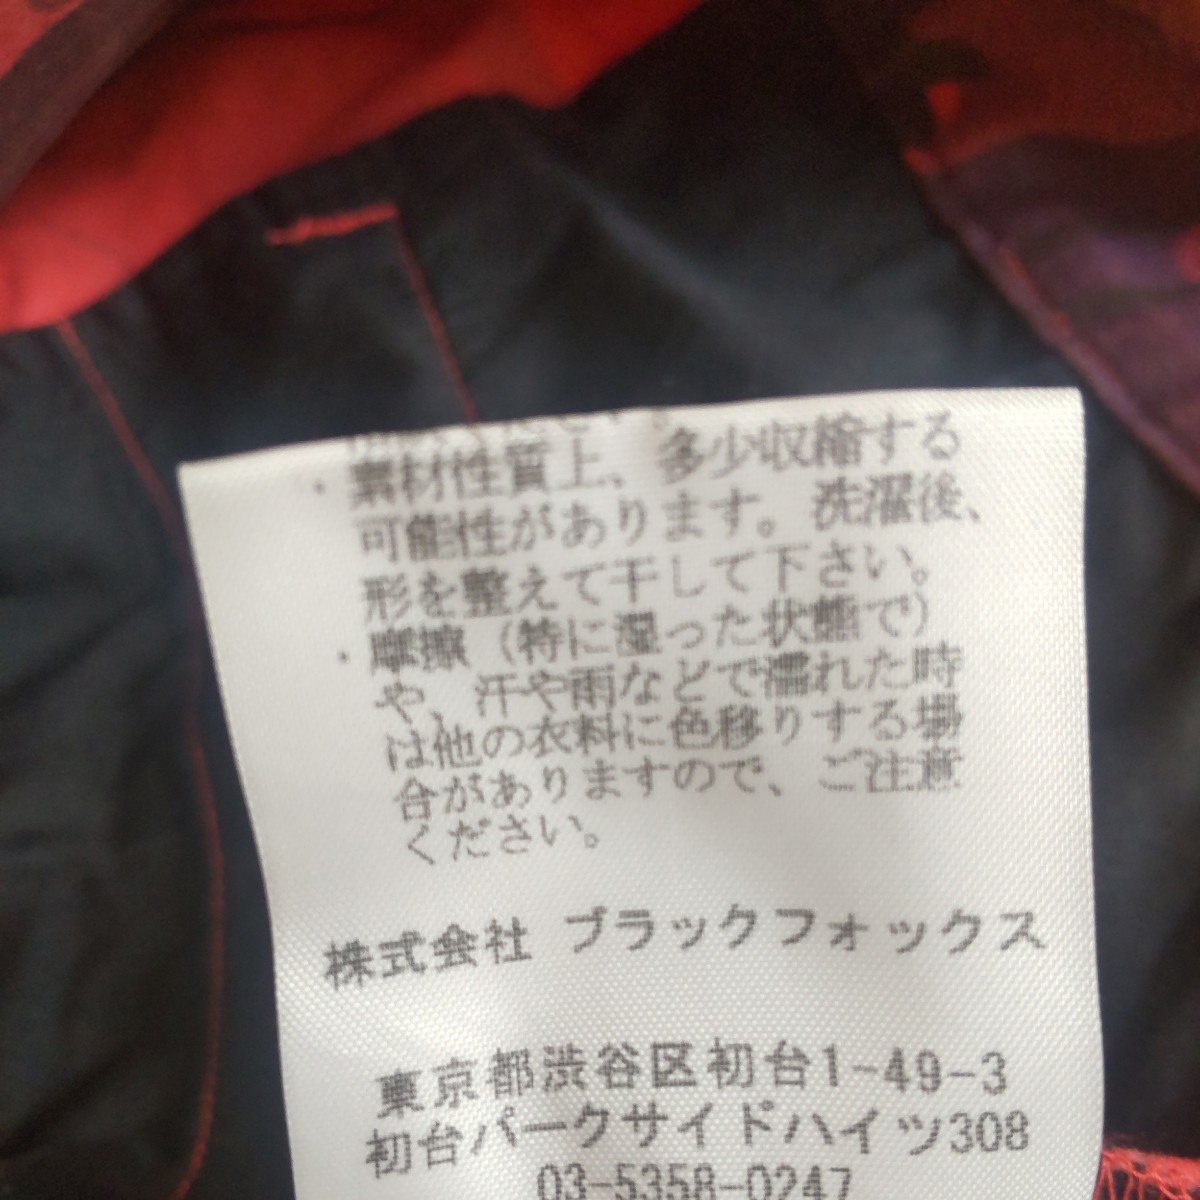 ・素材性質上、多少収縮する
可能性があります。洗濯後、
形を整えて干して下さい。
・摩擦（特に湿った状態で）
や、汗や雨などで濡れた時
は他の衣料に色移りする場
合がありますので、ご注意
ください。
株式会社 ブラックフォックス
東京都渋谷区初台1-49-3
初台パークサイドハイツ308
03-5358-0247